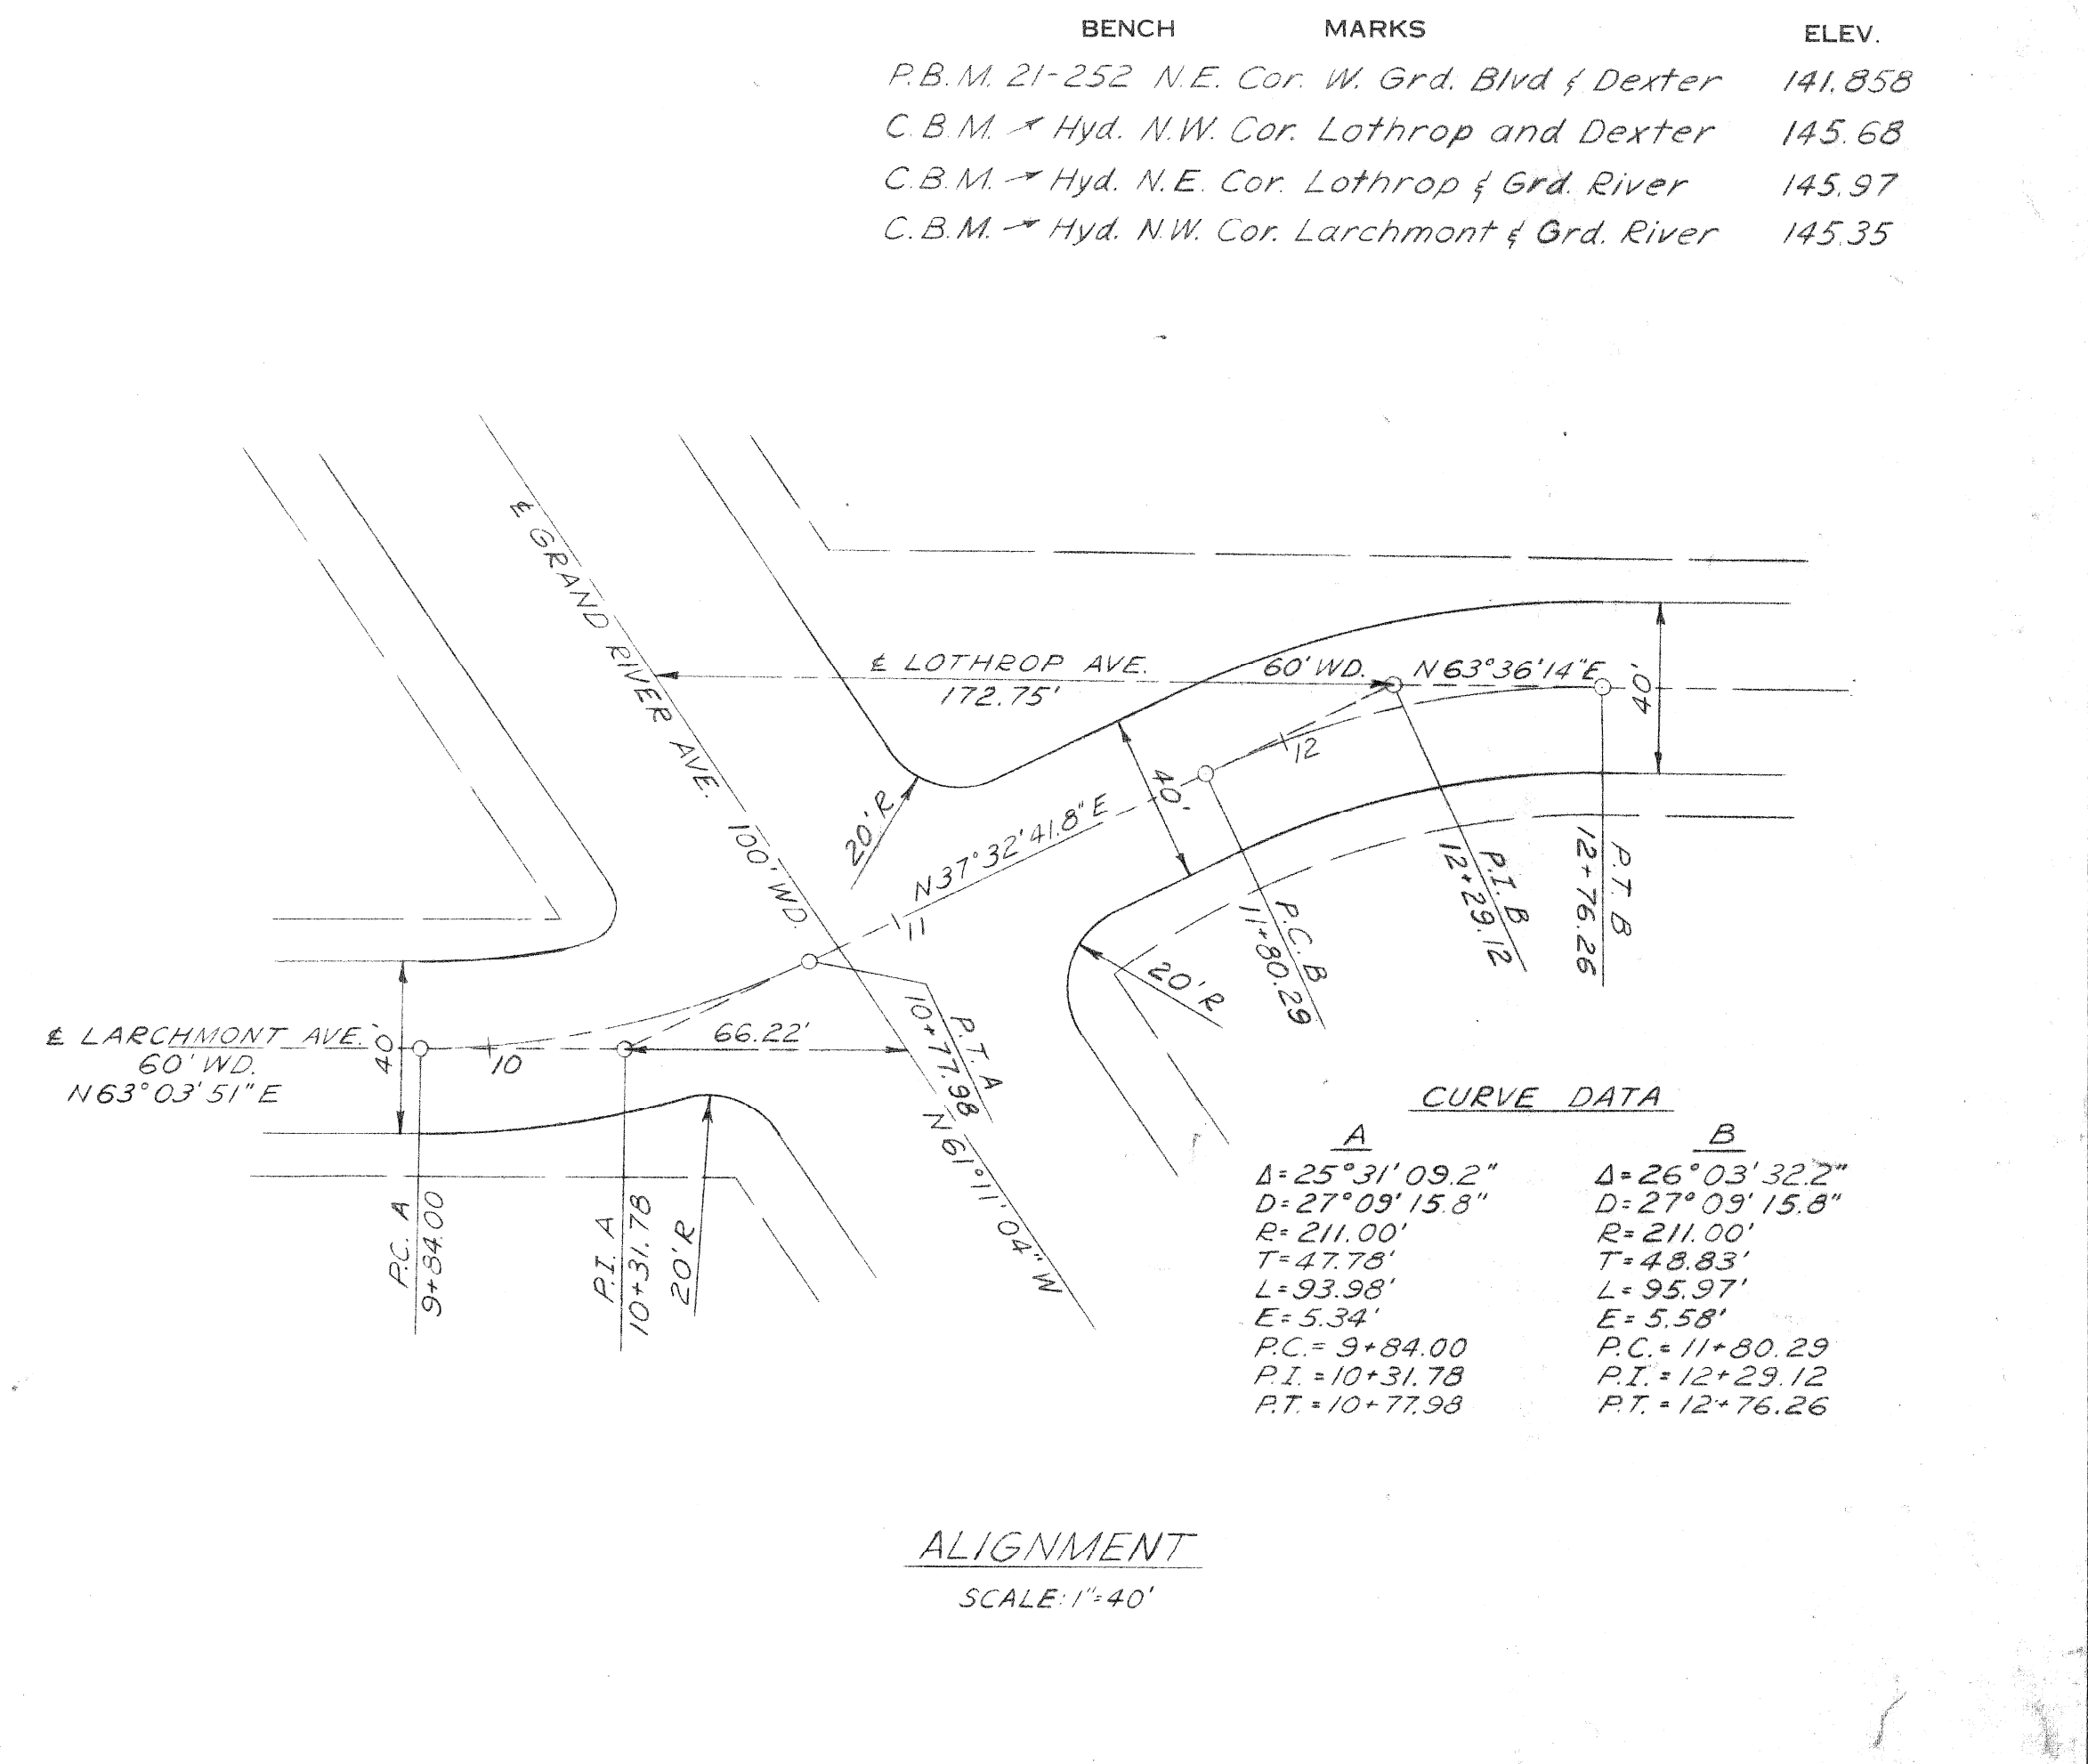 BENCH MARKS ELEV.
P.B.M. 21-252 N.E. Cor. W. Grd. Blvd & Dexter 141.858
C.B.M. → Hyd. N.W. Cor. Lothrop and Dexter 145.68
C.B.M. → Hyd. N.E. Cor. Lothrop & Grd. River 145.97
C.B.M. → Hyd. N.W. Cor. Larchmont & Grd. River 145.35
℄ GRAND RIVER AVE. 100' WD.
N 61°11'04" W
℄ LOTHROP AVE. 60' WD. N 63°36'14"E
172.75'
40'
12
40'
20' R
N 37°32'41.8" E
11
P.T. B
12+76.26
P.I. B
12+29.12
P.C. B
11+80.29
20' R
℄ LARCHMONT AVE.
60' WD.
N 63°03'51" E
40'
10
66.22'
P.T. A
10+77.98
P.C. A
9+84.00
P.I. A
10+31.78
20' R
CURVE DATA
A
Δ=25°31'09.2"
D=27°09'15.8"
R=211.00'
T=47.78'
L=93.98'
E=5.34'
P.C.= 9+84.00
P.I.=10+31.78
P.T.=10+77.98
B
Δ=26°03'32.2"
D=27°09'15.8"
R=211.00'
T=48.83'
L=95.97'
E=5.58'
P.C.=11+80.29
P.I.=12+29.12
P.T.=12+76.26
ALIGNMENT
SCALE: 1"=40'